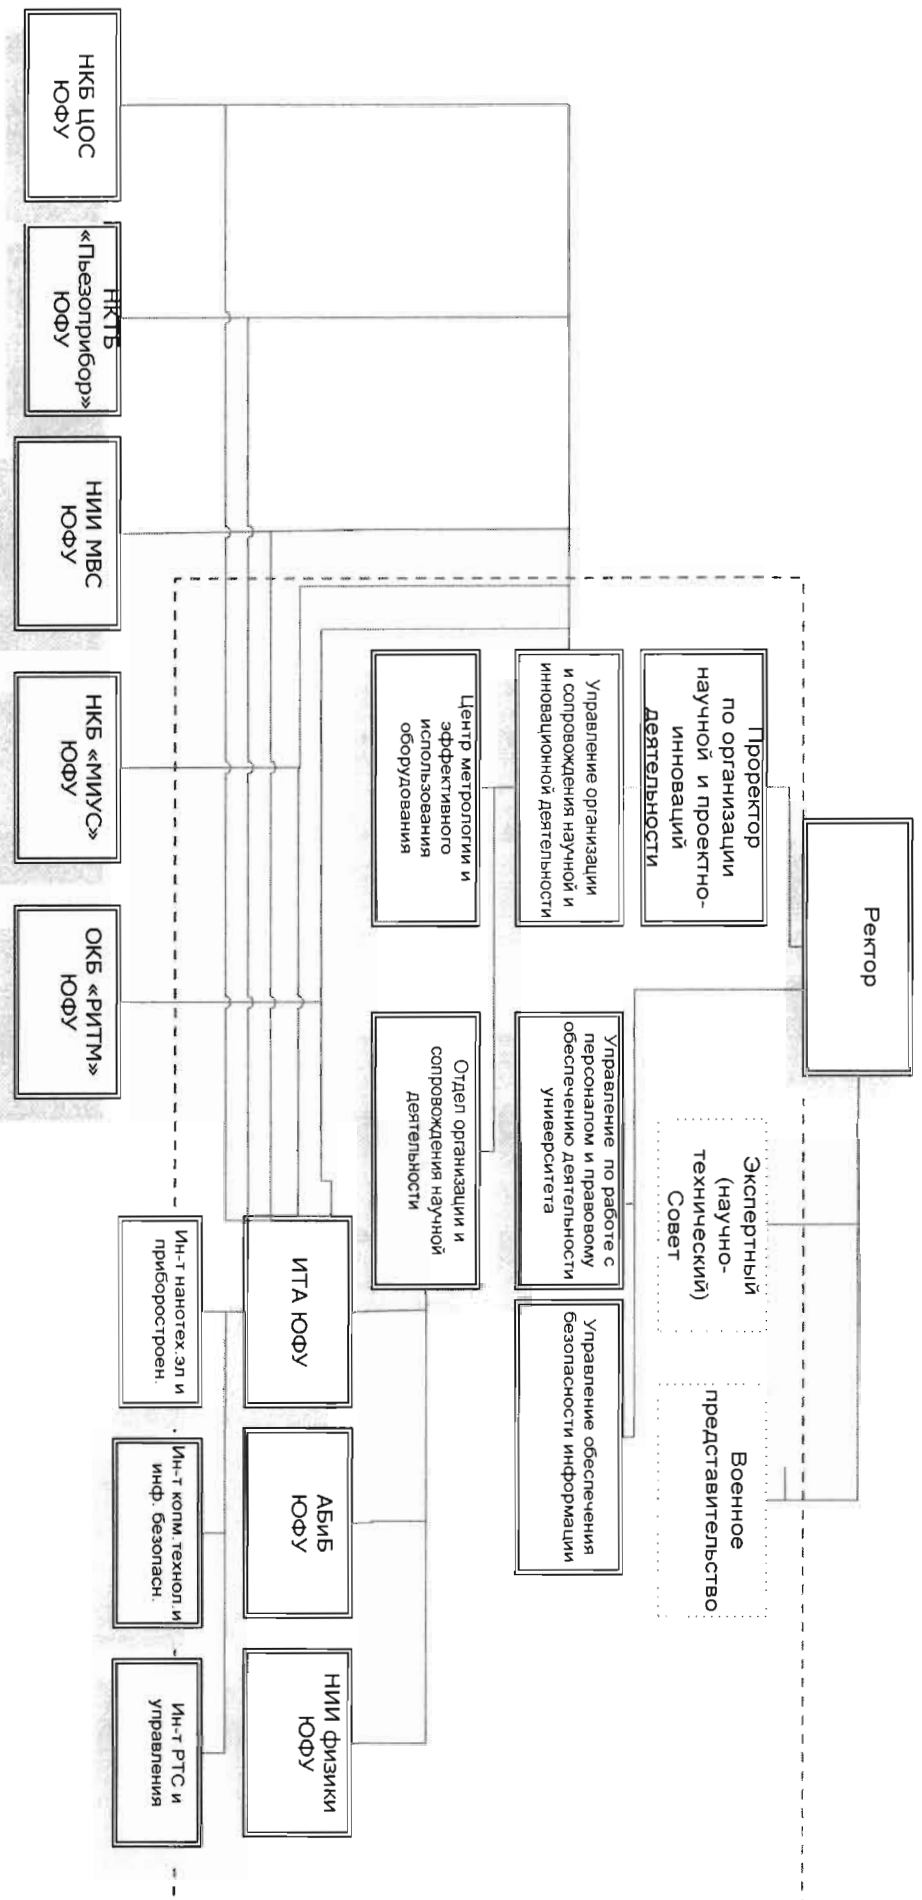 Ректор
Проректор
по организации
научной и проектно-
инноваций
деятельности
Экспертный
(научно-
технический)
Совет
Военное
представительство
Управление организации
и сопровождения научной и
инновационной деятельности
Управление по работе с
персоналом и правовому
обеспечению деятельности
университета
Управление обеспечения
безопасности информации
Центр метрологии и
эффективного
использования
оборудования
Отдел организации и
сопровождения научной
деятельности
ИТА ЮФУ
АБиБ
ЮФУ
НИИ физики
ЮФУ
Ин-т нанотех.эл и
приборостроен.
Ин-т копм.технол.и
инф. безопасн.
Ин-т РТС и
управления
НКБ ЦОС
ЮФУ
НКТБ
«Пьезоприбор»
ЮФУ
НИИ МВС
ЮФУ
НКБ «МИУС»
ЮФУ
ОКБ «РИТМ»
ЮФУ